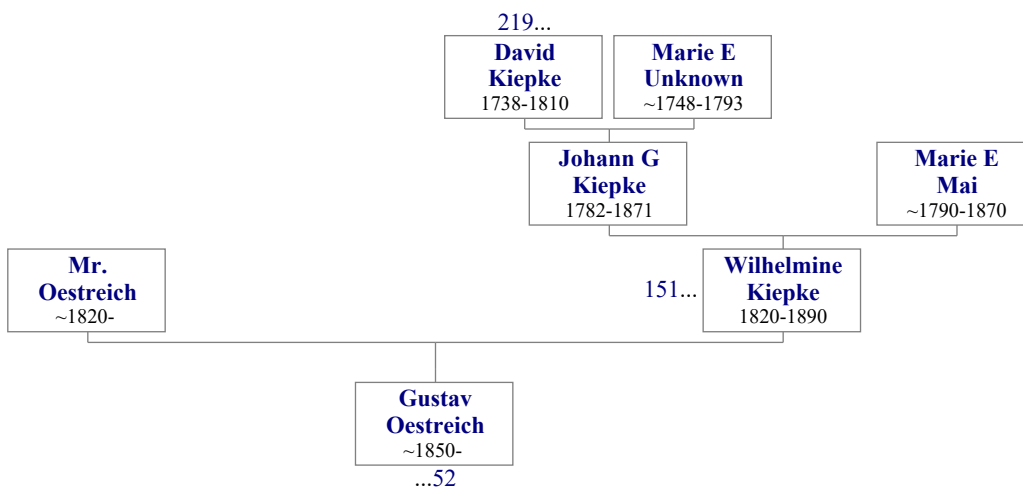 219...
David
Kiepke
1738-1810
Marie E
Unknown
~1748-1793
Johann G
Kiepke
1782-1871
Marie E
Mai
~1790-1870
Mr.
Oestreich
~1820-
151...
Wilhelmine
Kiepke
1820-1890
Gustav
Oestreich
~1850-
...52